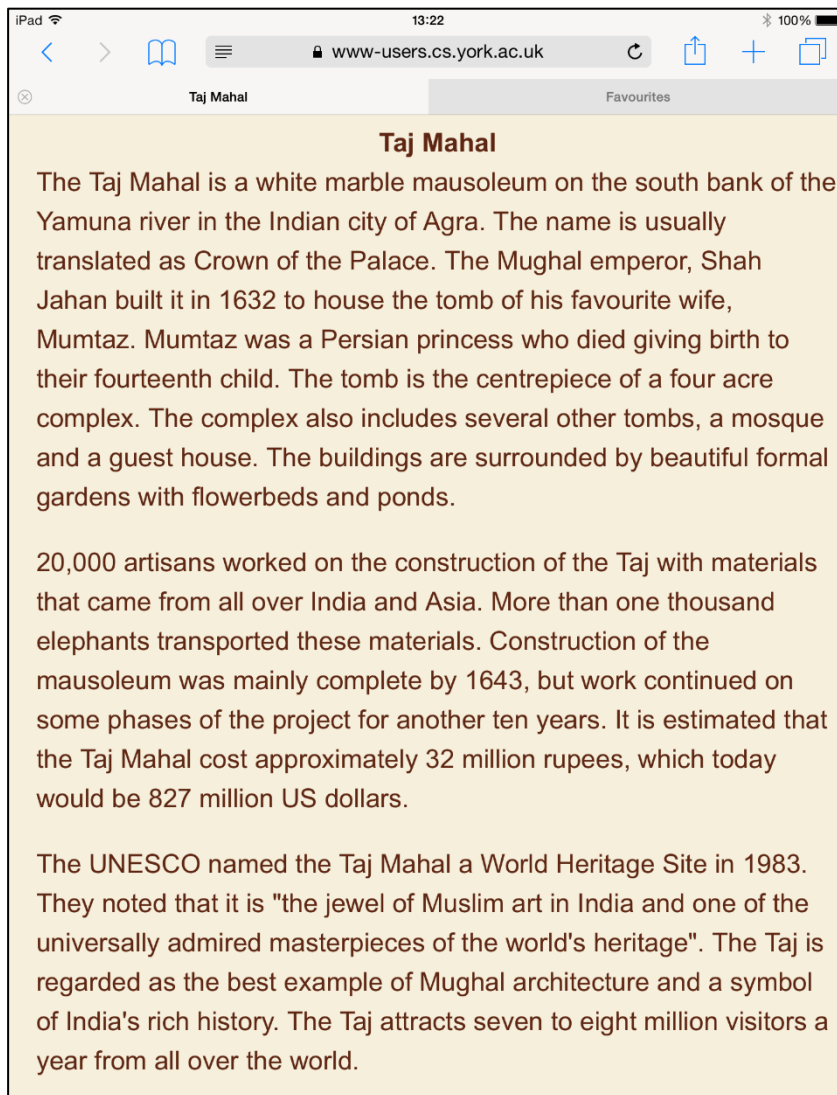 iPad 13:22 100%
www-users.cs.york.ac.uk
Taj Mahal Favourites
Taj Mahal
The Taj Mahal is a white marble mausoleum on the south bank of the
Yamuna river in the Indian city of Agra. The name is usually
translated as Crown of the Palace. The Mughal emperor, Shah
Jahan built it in 1632 to house the tomb of his favourite wife,
Mumtaz. Mumtaz was a Persian princess who died giving birth to
their fourteenth child. The tomb is the centrepiece of a four acre
complex. The complex also includes several other tombs, a mosque
and a guest house. The buildings are surrounded by beautiful formal
gardens with flowerbeds and ponds.
20,000 artisans worked on the construction of the Taj with materials
that came from all over India and Asia. More than one thousand
elephants transported these materials. Construction of the
mausoleum was mainly complete by 1643, but work continued on
some phases of the project for another ten years. It is estimated that
the Taj Mahal cost approximately 32 million rupees, which today
would be 827 million US dollars.
The UNESCO named the Taj Mahal a World Heritage Site in 1983.
They noted that it is "the jewel of Muslim art in India and one of the
universally admired masterpieces of the world's heritage". The Taj is
regarded as the best example of Mughal architecture and a symbol
of India's rich history. The Taj attracts seven to eight million visitors a
year from all over the world.